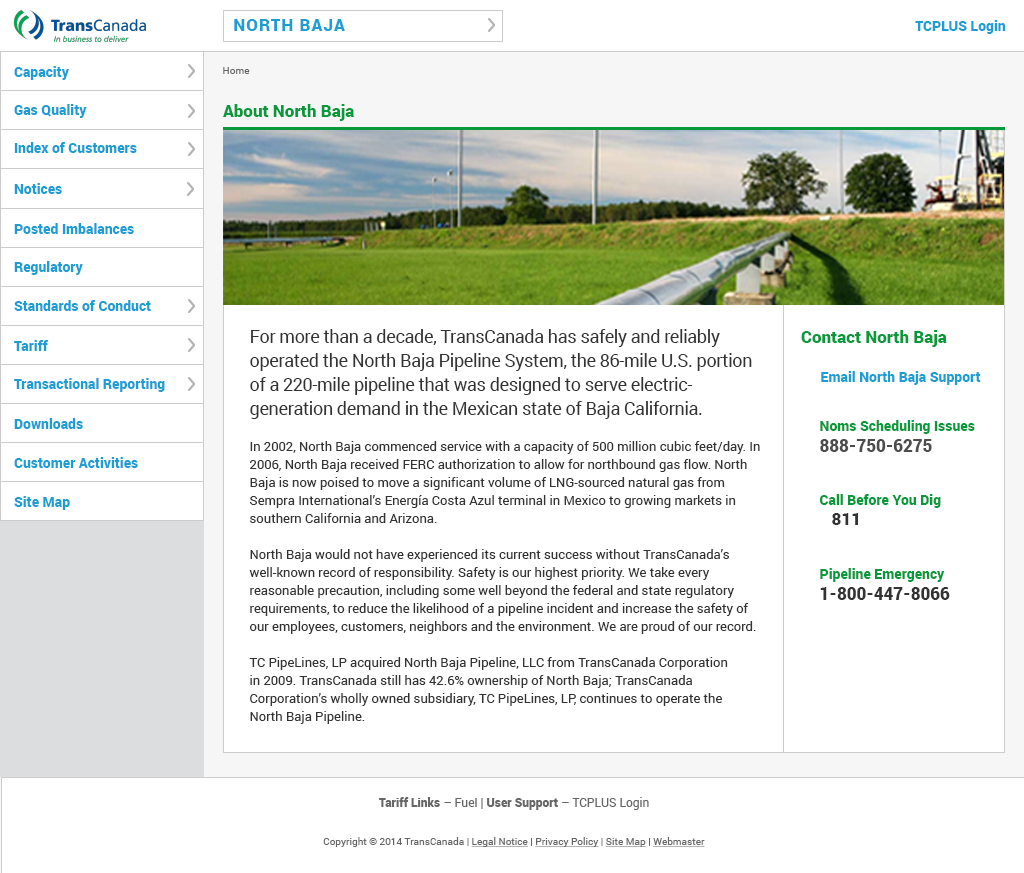 TransCanada
In business to deliver
NORTH BAJA
TCPLUS Login
Capacity
Gas Quality
Index of Customers
Notices
Posted Imbalances
Regulatory
Standards of Conduct
Tariff
Transactional Reporting
Downloads
Customer Activities
Site Map
Home
About North Baja
For more than a decade, TransCanada has safely and reliably
operated the North Baja Pipeline System, the 86-mile U.S. portion
of a 220-mile pipeline that was designed to serve electric-
generation demand in the Mexican state of Baja California.
In 2002, North Baja commenced service with a capacity of 500 million cubic feet/day. In
2006, North Baja received FERC authorization to allow for northbound gas flow. North
Baja is now poised to move a significant volume of LNG-sourced natural gas from
Sempra International’s Energía Costa Azul terminal in Mexico to growing markets in
southern California and Arizona.
North Baja would not have experienced its current success without TransCanada’s
well-known record of responsibility. Safety is our highest priority. We take every
reasonable precaution, including some well beyond the federal and state regulatory
requirements, to reduce the likelihood of a pipeline incident and increase the safety of
our employees, customers, neighbors and the environment. We are proud of our record.
TC PipeLines, LP acquired North Baja Pipeline, LLC from TransCanada Corporation
in 2009. TransCanada still has 42.6% ownership of North Baja; TransCanada
Corporation’s wholly owned subsidiary, TC PipeLines, LP, continues to operate the
North Baja Pipeline.
Contact North Baja
Email North Baja Support
Noms Scheduling Issues
888-750-6275
Call Before You Dig
811
Pipeline Emergency
1-800-447-8066
Tariff Links – Fuel | User Support – TCPLUS Login
Copyright © 2014 TransCanada | Legal Notice | Privacy Policy | Site Map | Webmaster